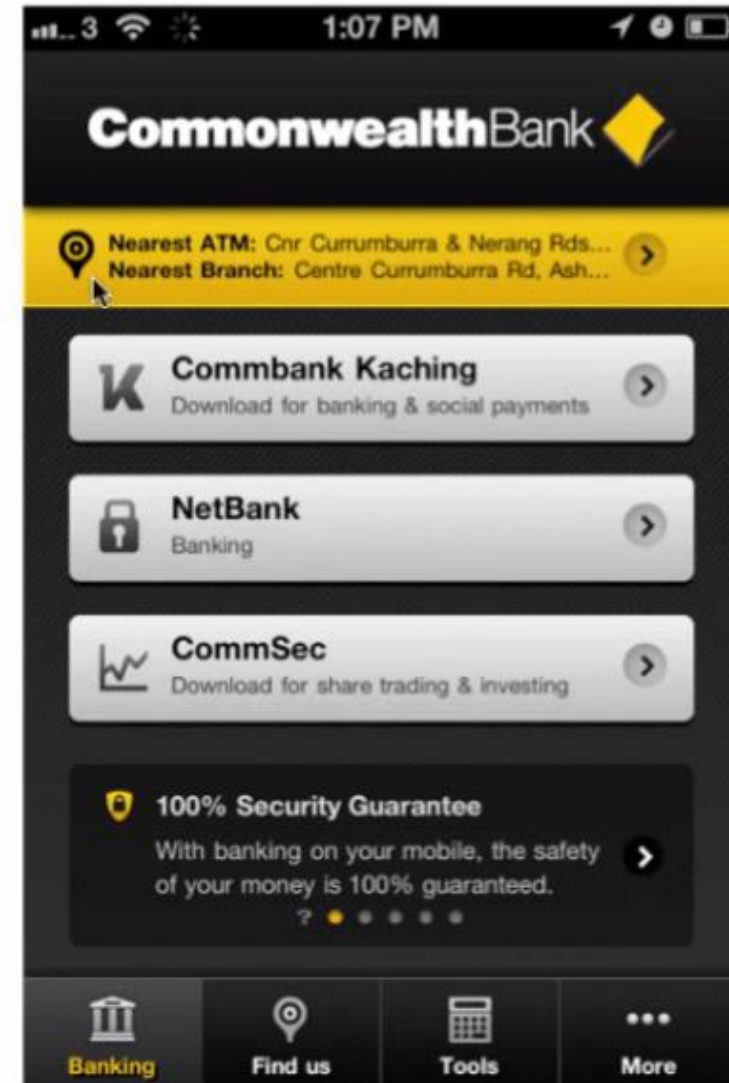 3 1:07 PM
CommonwealthBank
Nearest ATM: Cnr Currumburra & Nerang Rds...
Nearest Branch: Centre Currumburra Rd, Ash...
Commbank Kaching
Download for banking & social payments
NetBank
Banking
CommSec
Download for share trading & investing
100% Security Guarantee
With banking on your mobile, the safety
of your money is 100% guaranteed.
?
Banking Find us Tools More